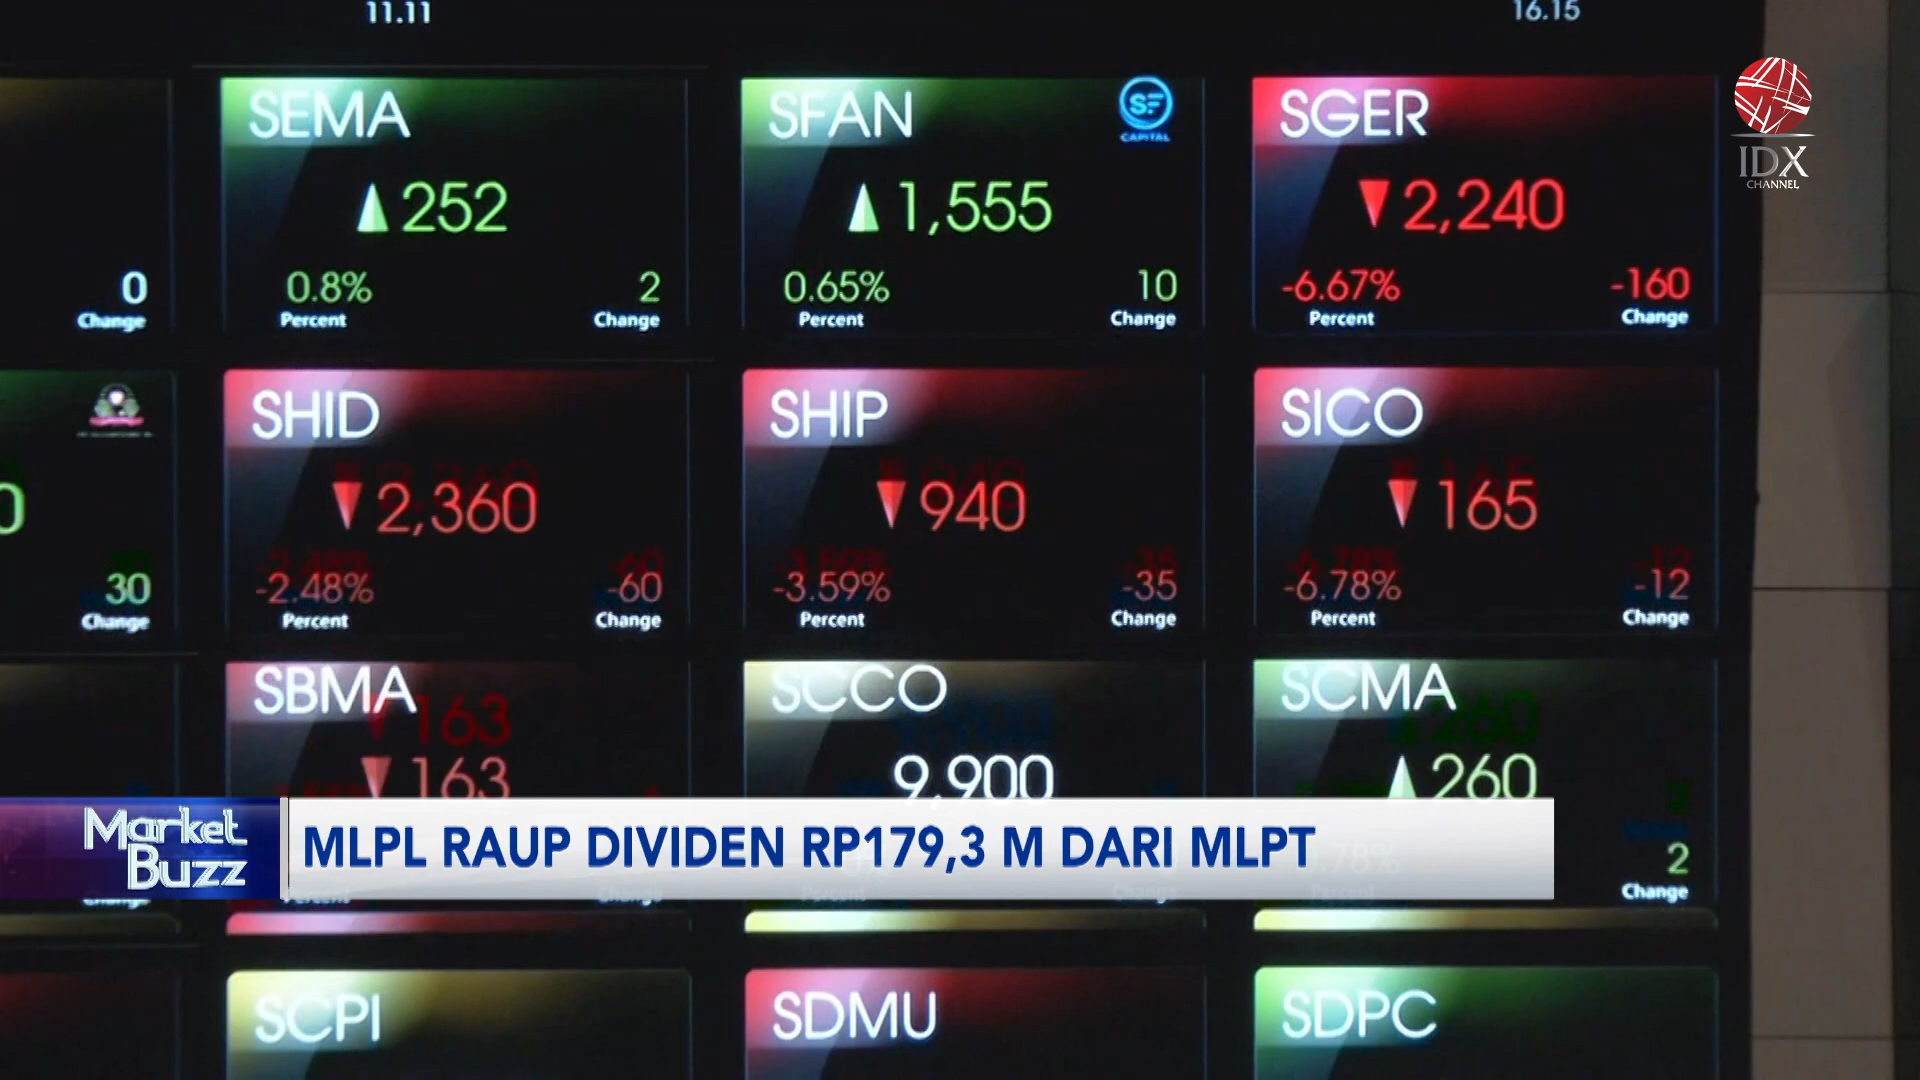 11.11
16.15
IDX
CHANNEL
SEMA
252
0.8%
Percent
2
Change
SFAN
SF
CAPITAL
1,555
0.65%
Percent
10
Change
SGER
2,240
-6.67%
Percent
-160
Change
0
Change
SHID
2,360
-2.48%
Percent
-60
Change
SHIP
940
-3.59%
Percent
-35
Change
SICO
165
-6.78%
Percent
-12
Change
0
30
Change
SBMA
163
SCCO
9,900
SCMA
260
2
Change
Market
Buzz
MLPL RAUP DIVIDEN RP179,3 M DARI MLPT
SCPI
SDMU
SDPC